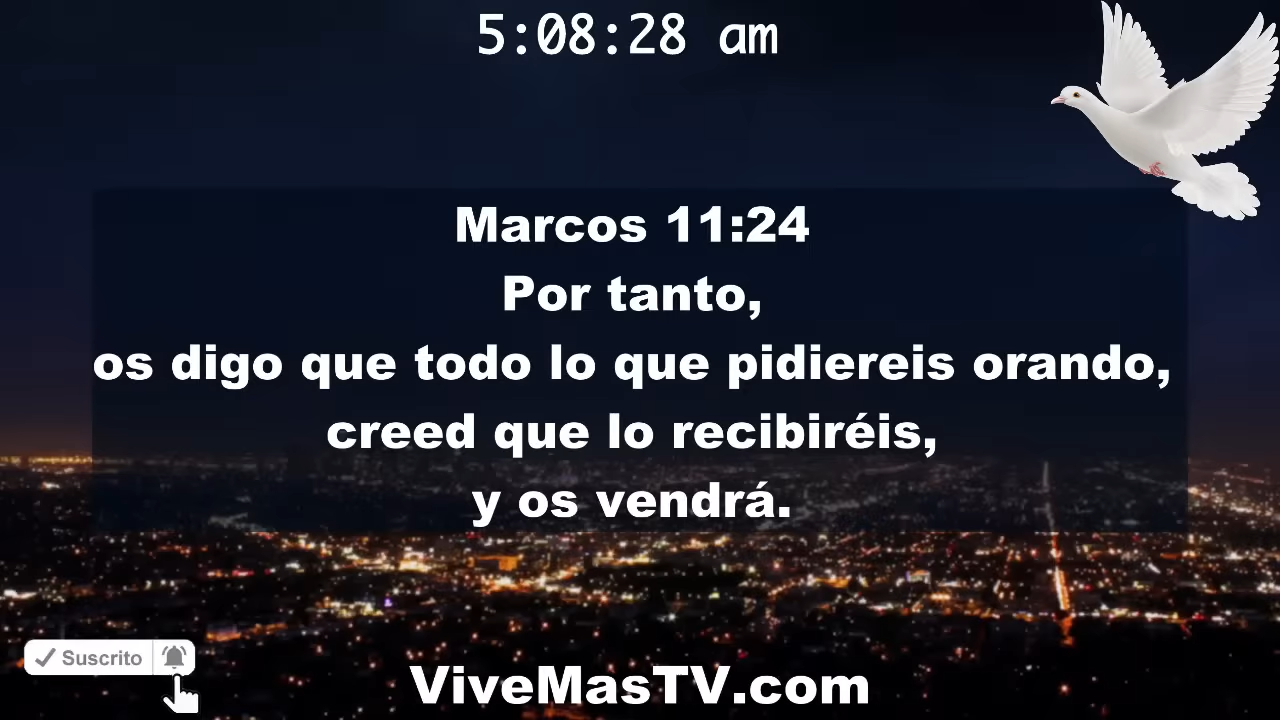 5:08:28 am
Marcos 11:24
Por tanto,
os digo que todo lo que pidiereis orando,
creed que lo recibiréis,
y os vendrá.
Suscrito
ViveMasTV.com